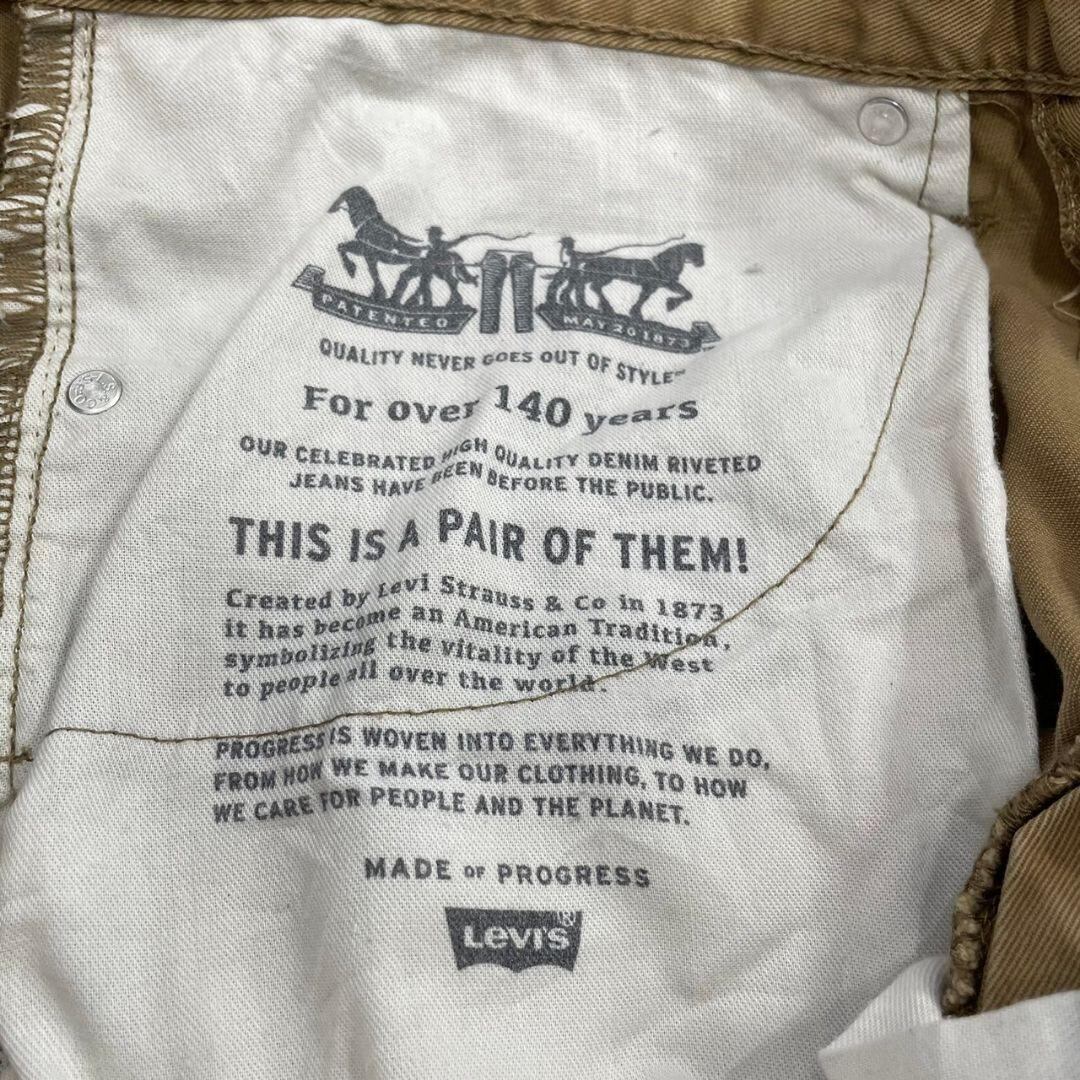 PATENTED MAY 20 1873
QUALITY NEVER GOES OUT OF STYLE™
For over 140 years
OUR CELEBRATED HIGH QUALITY DENIM RIVETED
JEANS HAVE BEEN BEFORE THE PUBLIC.
THIS IS A PAIR OF THEM!
Created by Levi Strauss & Co in 1873
it has become an American Tradition,
symbolizing the vitality of the West
to people all over the world.
PROGRESS IS WOVEN INTO EVERYTHING WE DO,
FROM HOW WE MAKE OUR CLOTHING, TO HOW
WE CARE FOR PEOPLE AND THE PLANET.
MADE OF PROGRESS
LEVI'S®